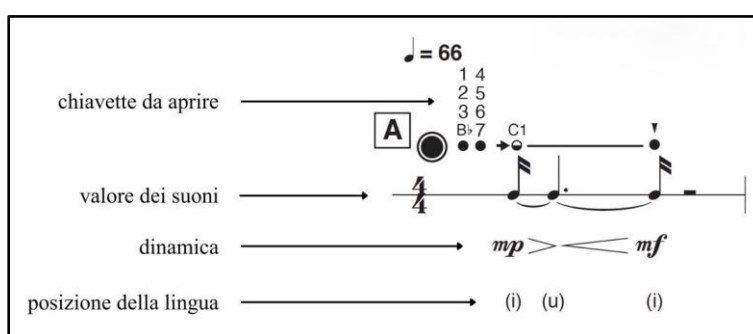 ♩ = 66
1 4
2 5
3 6
B♭ 7
chiavette da aprire
A
C1
valore dei suoni
4
4
dinamica
mp mf
posizione della lingua
(i) (u) (i)